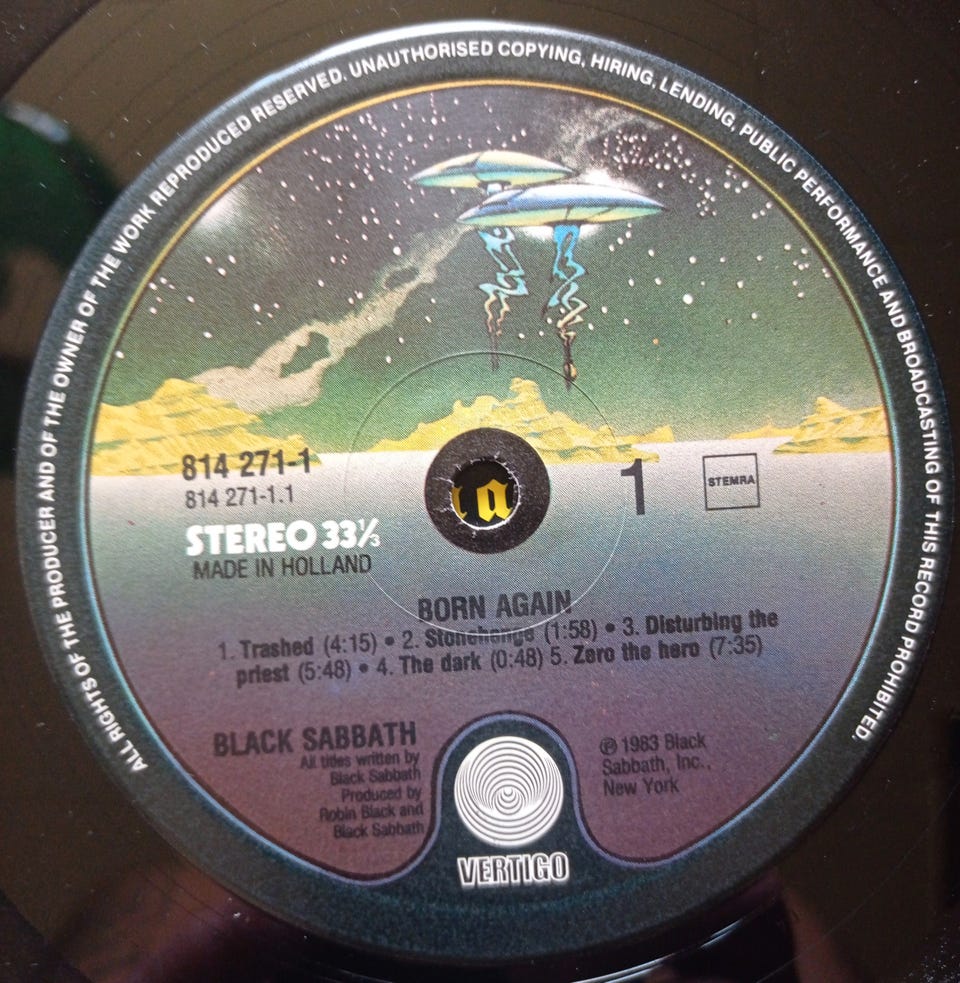 ALL RIGHTS OF THE PRODUCER AND OF THE OWNER OF THE WORK REPRODUCED RESERVED. UNAUTHORISED COPYING, HIRING, LENDING, PUBLIC PERFORMANCE AND BROADCASTING OF THIS RECORD PROHIBITED.
814 271-1
814 271-1.1
STEREO 33⅓
MADE IN HOLLAND
a
1
STEMRA
BORN AGAIN
1. Trashed (4:15) • 2. Stonehenge (1:58) • 3. Disturbing the
priest (5:48) • 4. The dark (0:48) 5. Zero the hero (7:35)
BLACK SABBATH
All titles written by
Black Sabbath
Produced by
Robin Black and
Black Sabbath
℗ 1983 Black
Sabbath, Inc.,
New York
VERTIGO